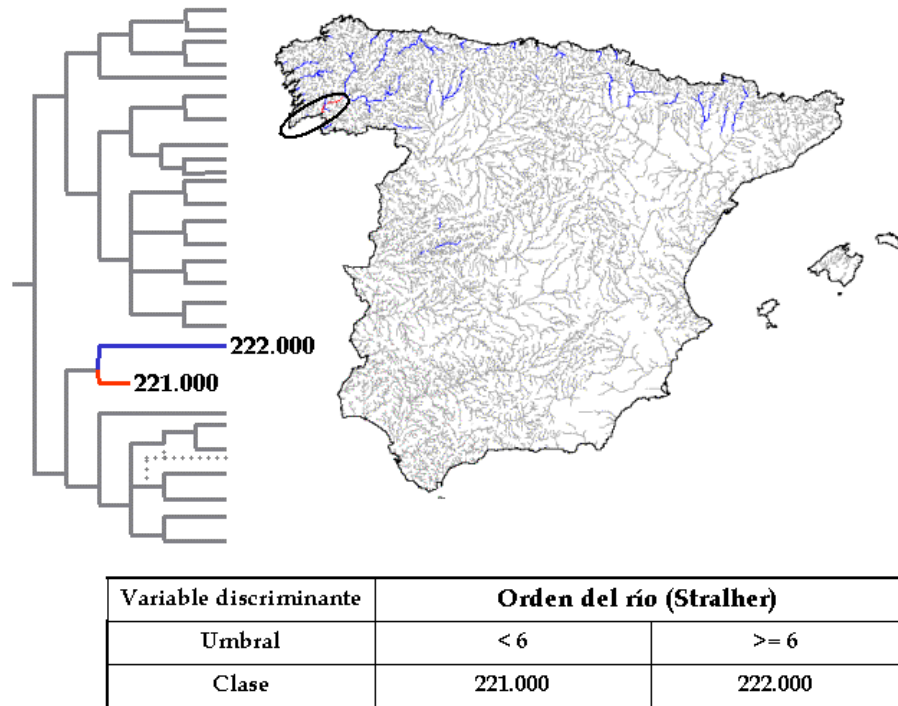 222.000
221.000
Variable discriminante Orden del río (Stralher)
Umbral < 6 >= 6
Clase 221.000 222.000